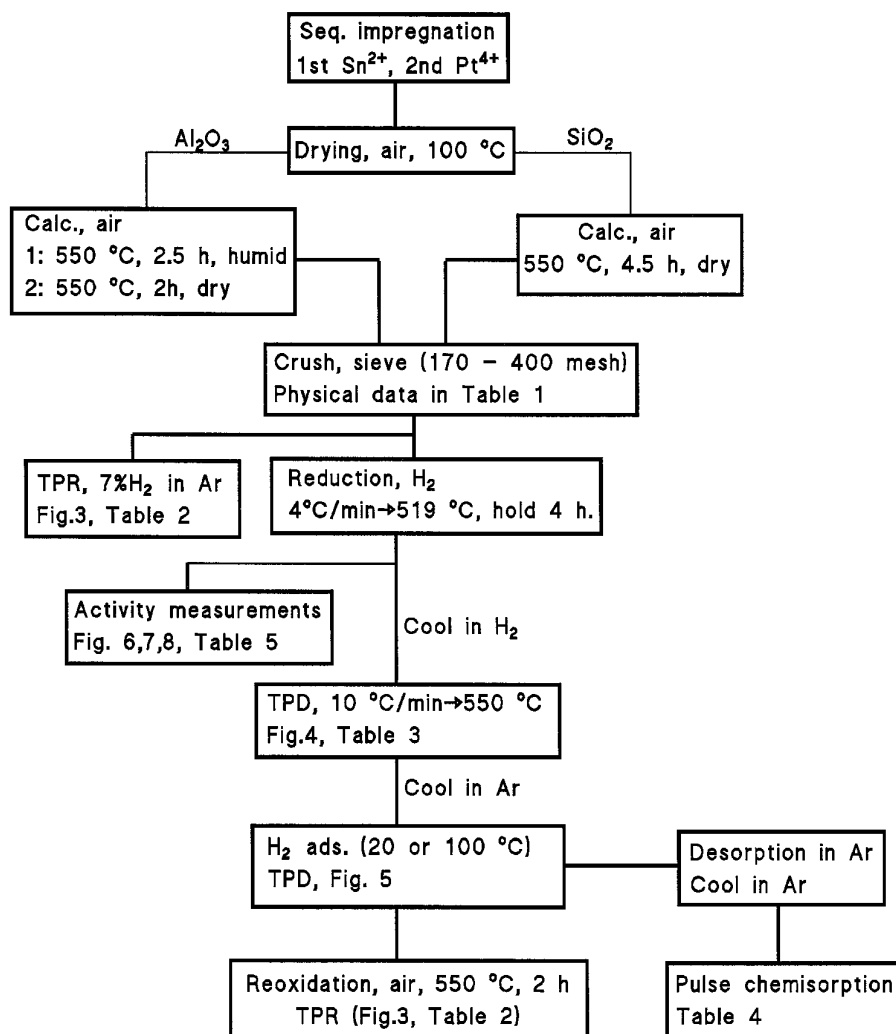 Seq. impregnation
1st Sn²⁺, 2nd Pt⁴⁺
Al₂O₃
Drying, air, 100 °C
SiO₂
Calc., air
1: 550 °C, 2.5 h, humid
2: 550 °C, 2h, dry
Calc., air
550 °C, 4.5 h, dry
Crush, sieve (170 – 400 mesh)
Physical data in Table 1
TPR, 7%H₂ in Ar
Fig.3, Table 2
Reduction, H₂
4°C/min→519 °C, hold 4 h.
Activity measurements
Fig. 6,7,8, Table 5
Cool in H₂
TPD, 10 °C/min→550 °C
Fig.4, Table 3
Cool in Ar
H₂ ads. (20 or 100 °C)
TPD, Fig. 5
Desorption in Ar
Cool in Ar
Reoxidation, air, 550 °C, 2 h
TPR (Fig.3, Table 2)
Pulse chemisorption
Table 4